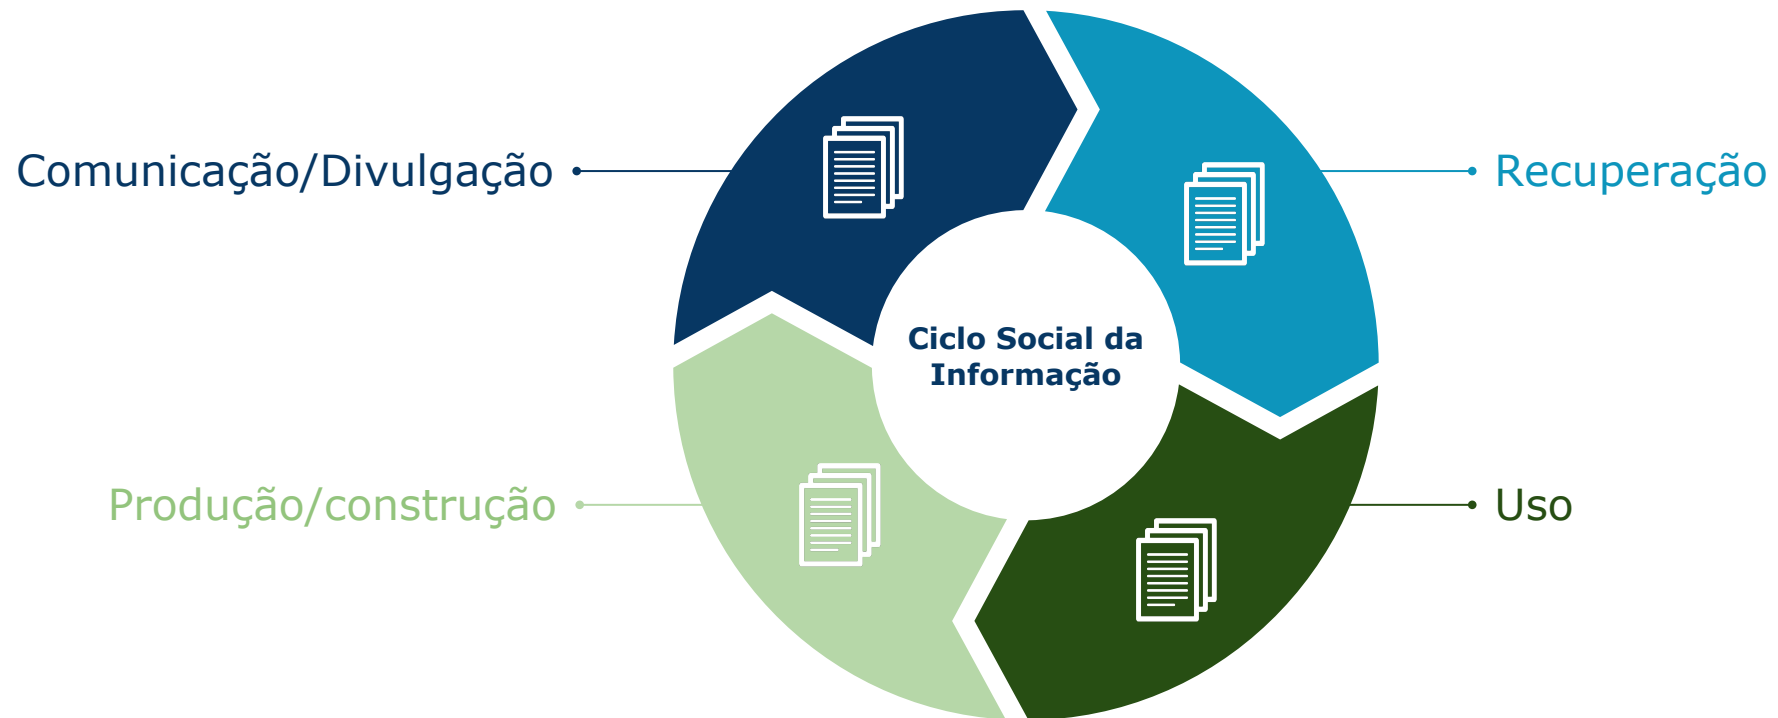 Comunicação/Divulgação
Recuperação
Ciclo Social da
Informação
Produção/construção
Uso